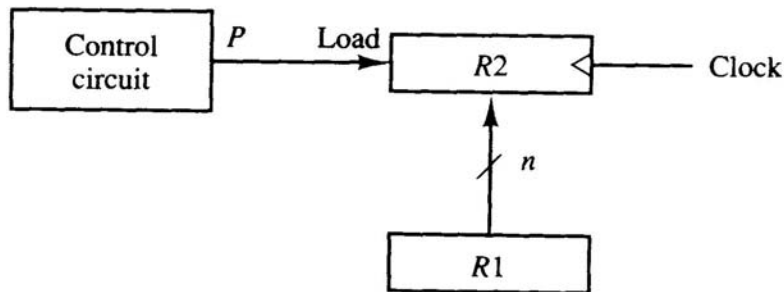 Control
circuit
P
Load
R2
Clock
n
R1